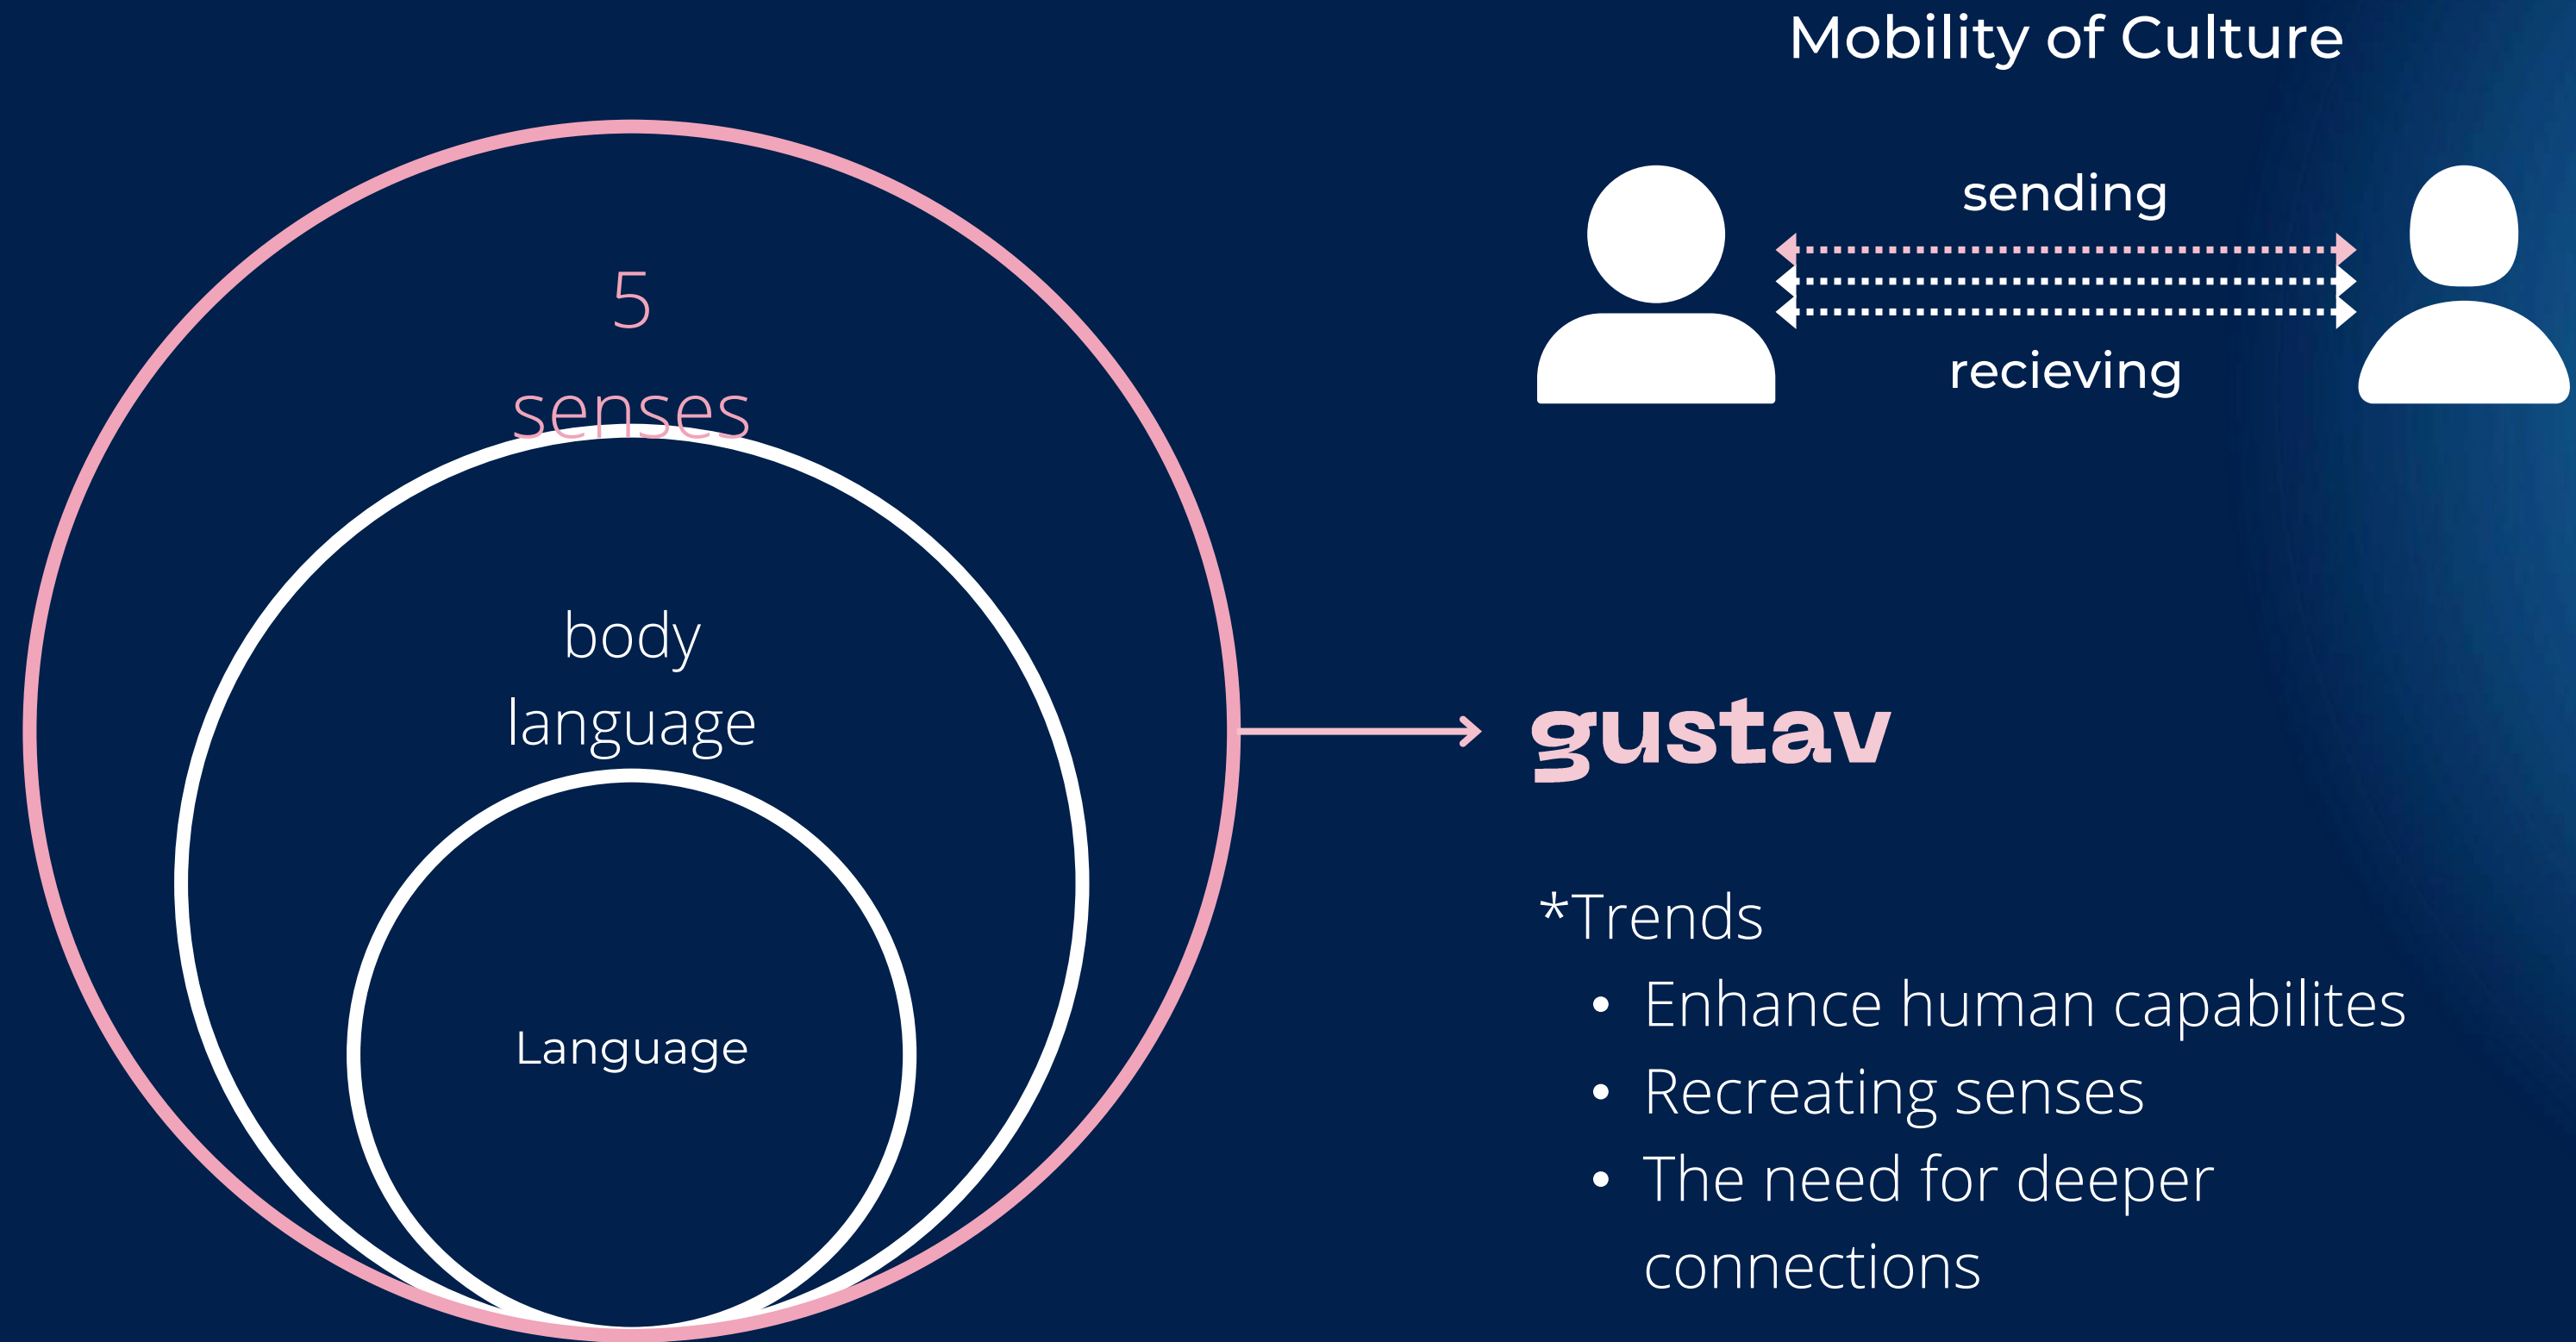 Mobility of Culture
sending
recieving
5
senses
body
language
Language
gustav
*Trends
• Enhance human capabilites
• Recreating senses
• The need for deeper
connections